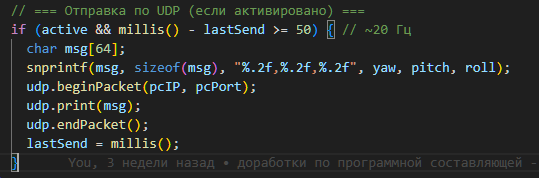 // === Отправка по UDP (если активировано) ===
if (active && millis() - lastSend >= 50) { // ~20 Гц
char msg[64];
snprintf(msg, sizeof(msg), "%.2f,%.2f,%.2f", yaw, pitch, roll);
udp.beginPacket(pcIP, pcPort);
udp.print(msg);
udp.endPacket();
lastSend = millis();
} You, 3 недели назад • доработки по программной составляющей -